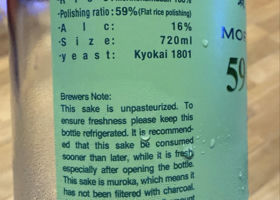 ·Polishing ratio: 59% (Flat rice polishing)
·Alc: 16%
·Size: 720ml
·yeast: Kyokai 1801
MO
59
Brewers Note:
This sake is unpasteurized. To
ensure freshness please keep this
bottle refrigerated. It is recommend-
ed that this sake be consumed
sooner than later, while it is fresh
especially after opening the bottle.
This sake is muroka, which means it
has not been filtered with charcoal.